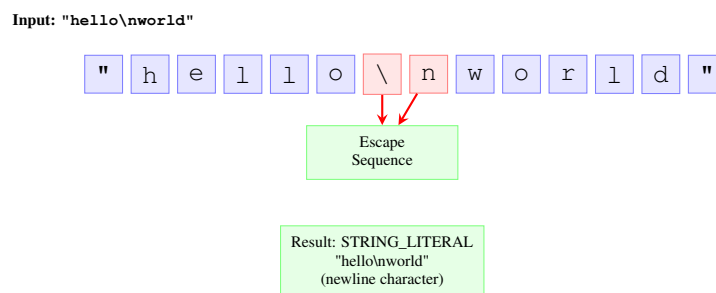 Input: "hello\nworld"
" h e l l o \ n w o r l d "
Escape
Sequence
Result: STRING_LITERAL
"hello\nworld"
(newline character)